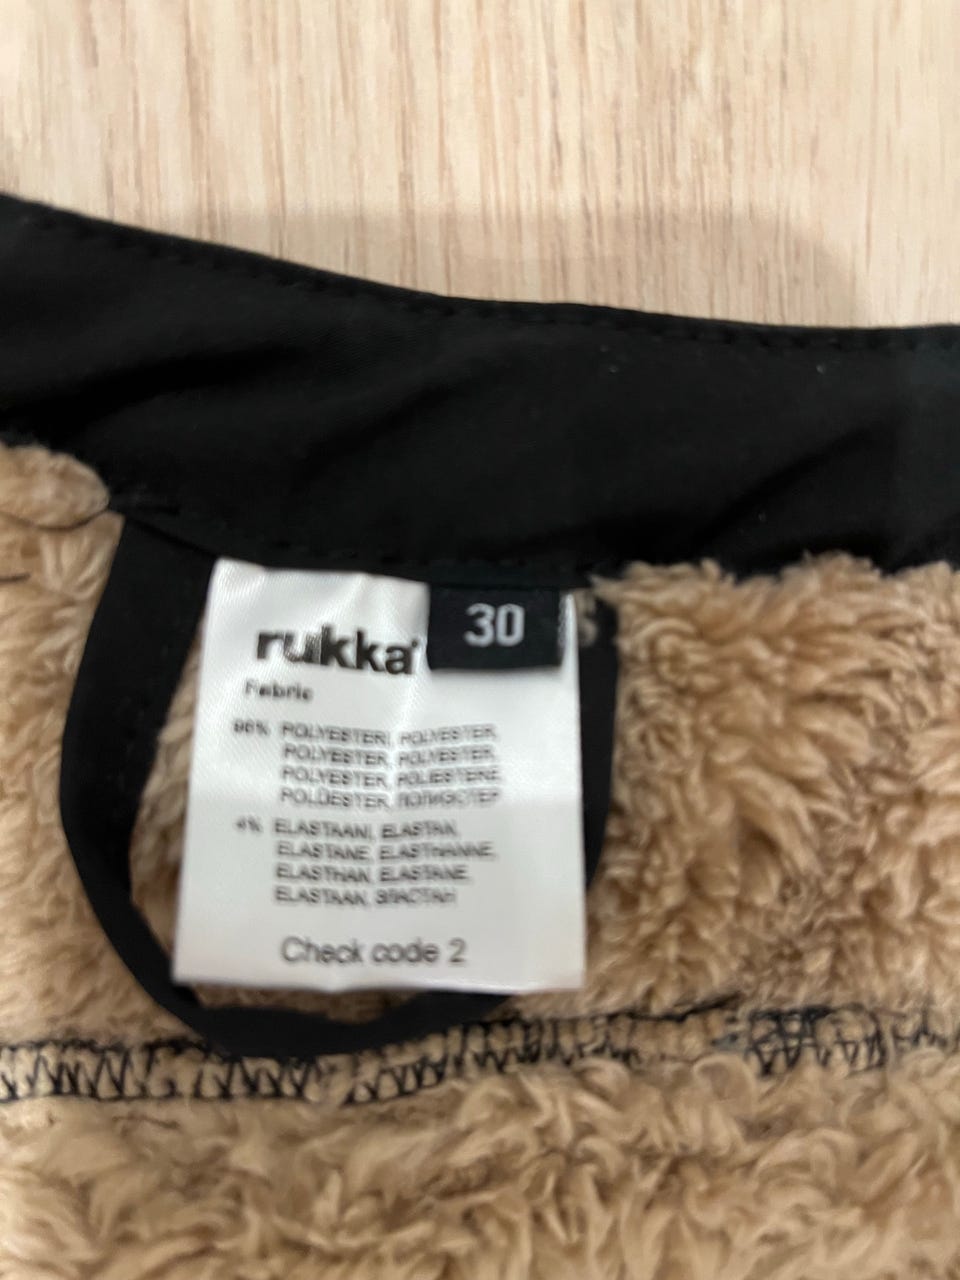 30
rukka
Fabric
96% POLYESTERI, POLYESTER,
POLYESTER, POLYESTER,
POLYESTER, POLIESTERIE,
POLÜESTER, ПОЛИЭСТЕР
4% ELASTAANI, ELASTAN,
ELASTANE, ELASTHANNE,
ELASTHAN, ELASTANE,
ELASTAAN, ЭЛАСТАН
Check code 2